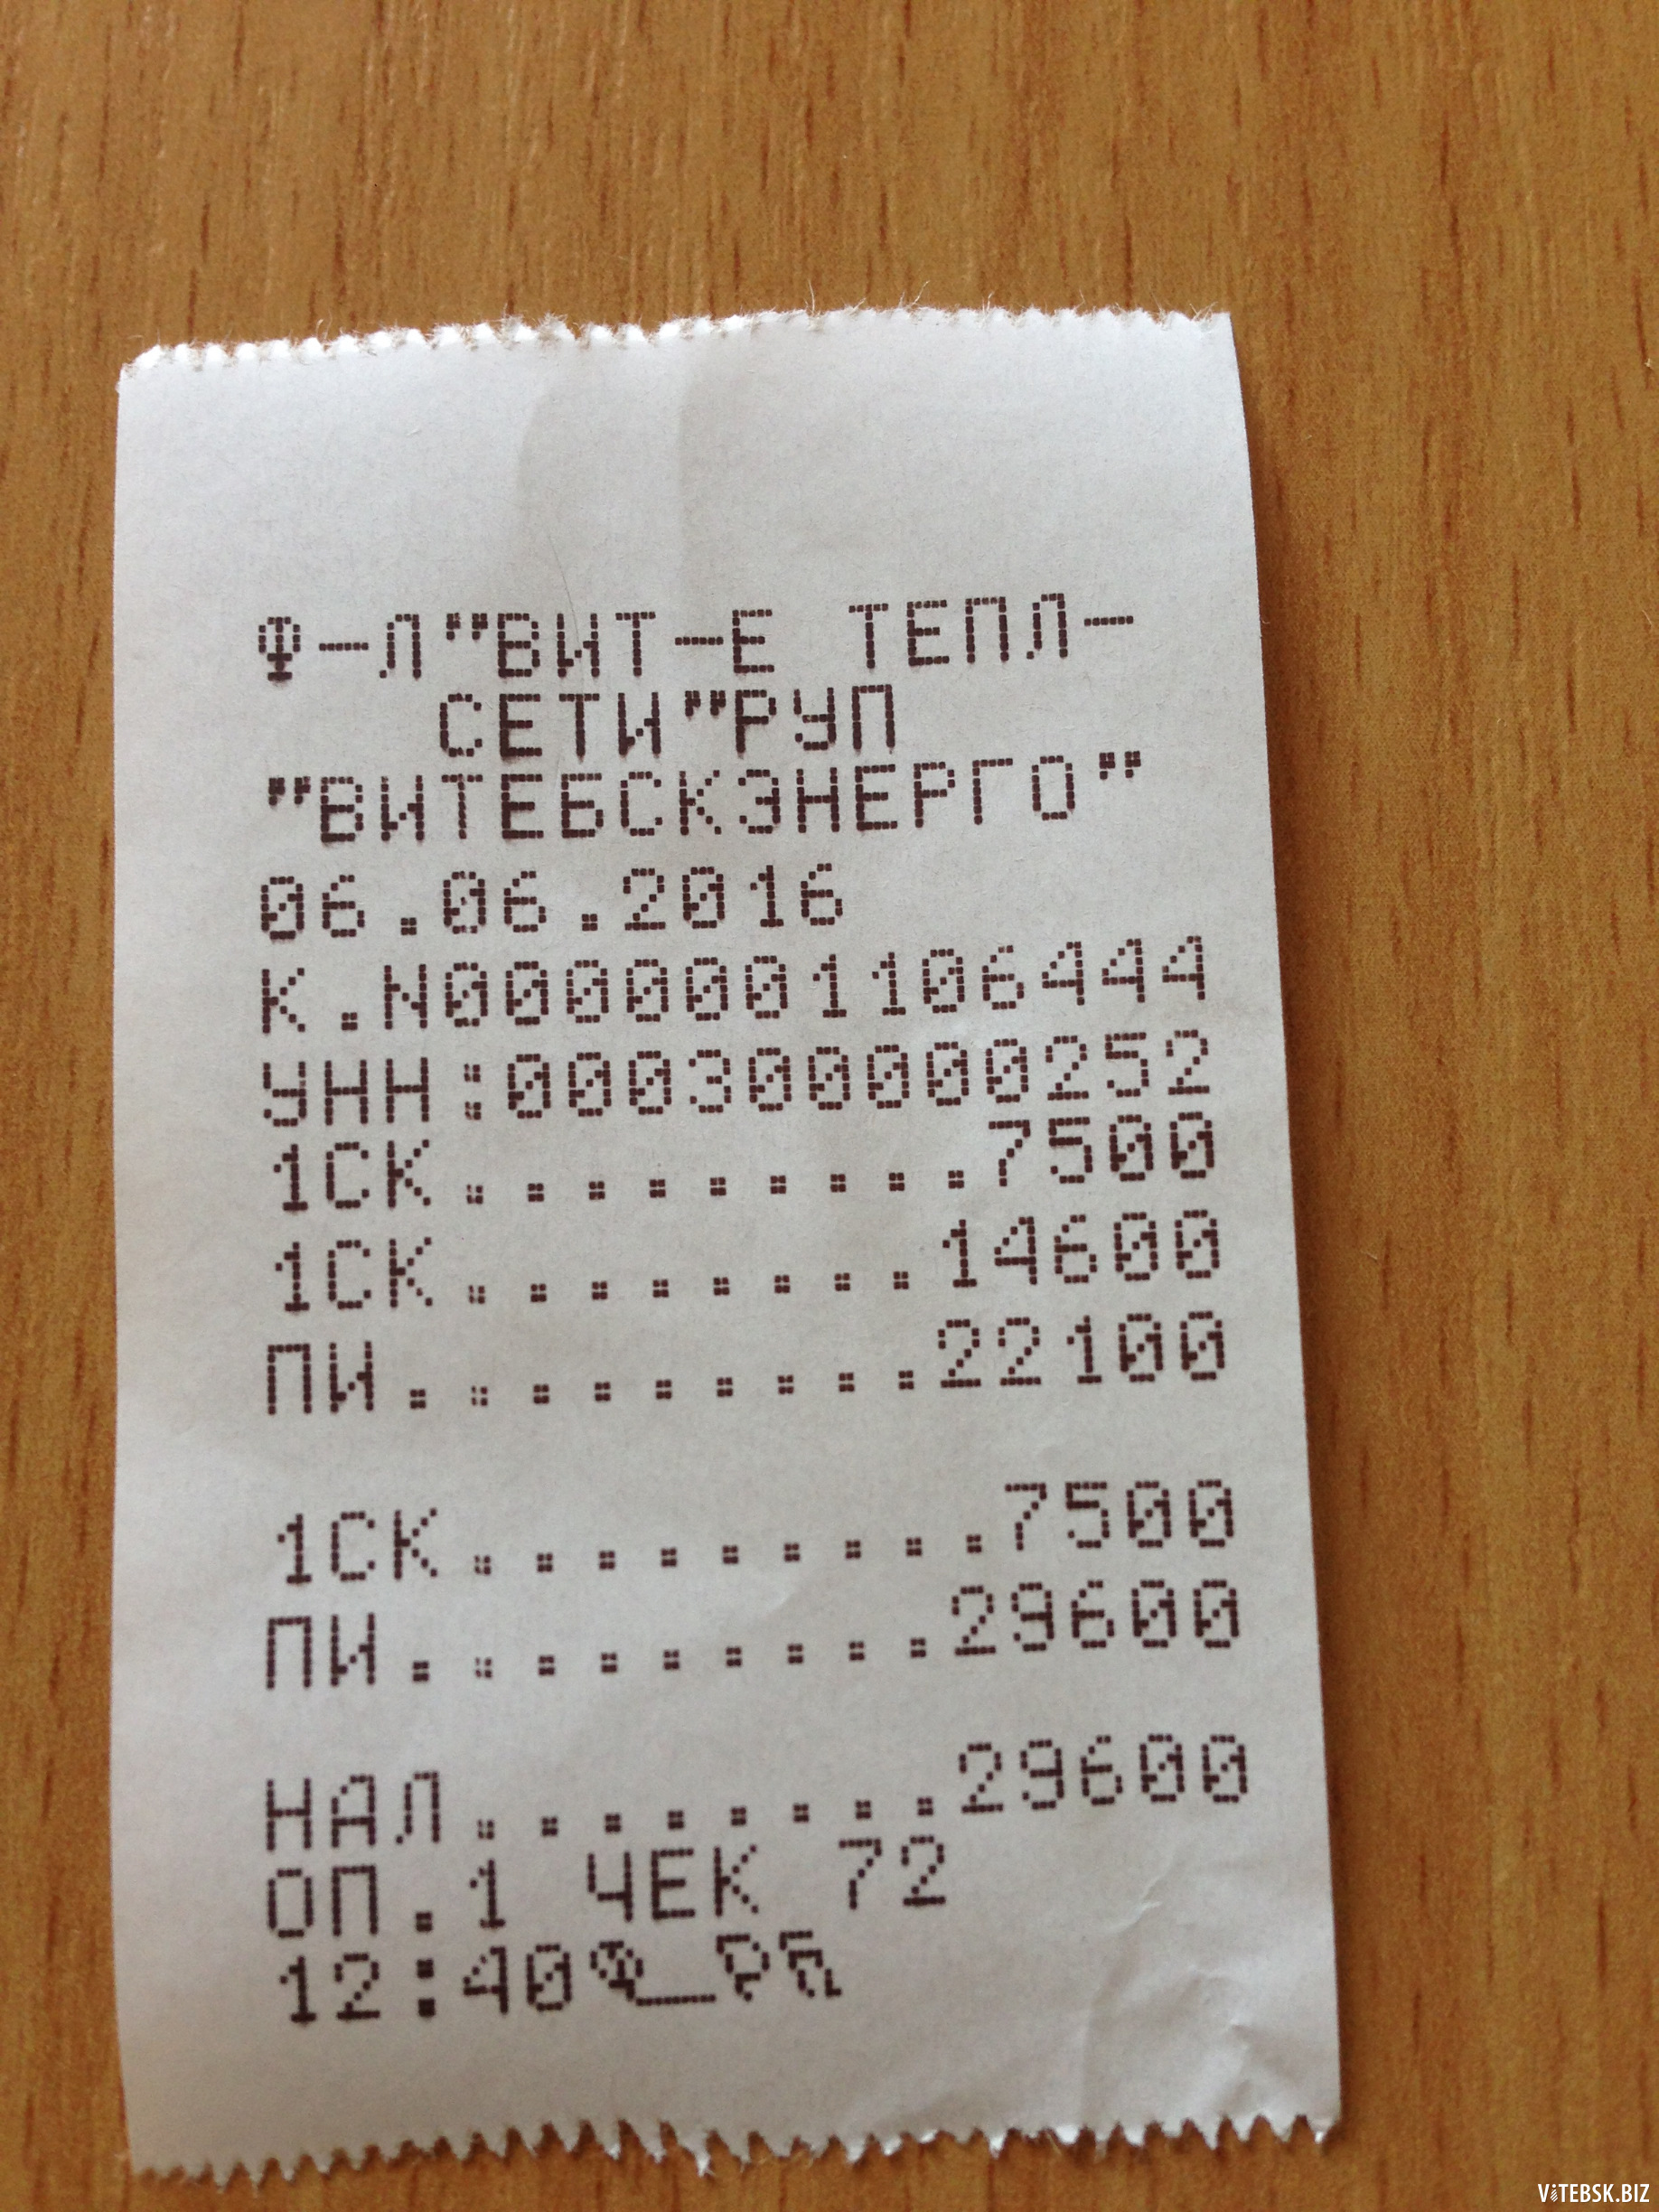 Ф-Л"ВИТ-Е ТЕПЛ-
СЕТИ"РУП
"ВИТЕБСКЭНЕРГО"
06.06.2016
К.N0000001106444
УНН:000300000252
1СК.........7500
1СК........14600
ПИ.........22100
1СК.........7500
ПИ.........29600
НАЛ........29600
ОП.1 ЧЕК 72
12:40
ViTEBSK.BIZ